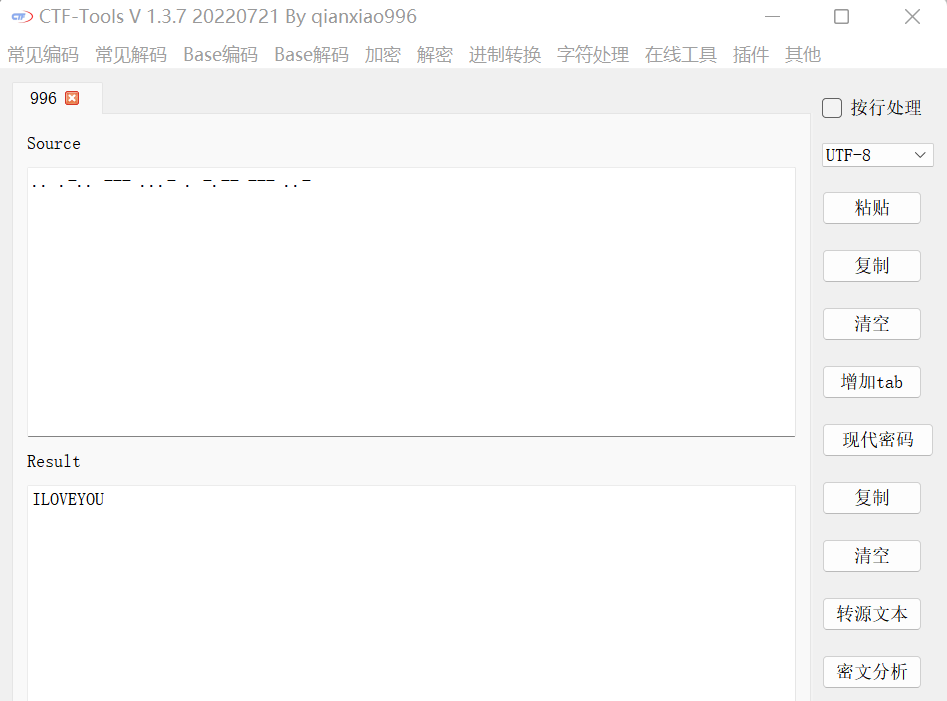 CTF-Tools V 1.3.7 20220721 By qianxiao996
常见编码 常见解码 Base编码 Base解码 加密 解密 进制转换 字符处理 在线工具 插件 其他
996
Source
.. .-.. --- ...- . -.-- --- ..-
Result
ILOVEYOU
按行处理
UTF-8
粘贴
复制
清空
增加tab
现代密码
复制
清空
转源文本
密文分析